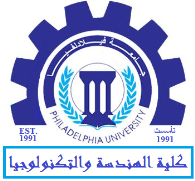 جامعة فيلادلفيا
PHILADELPHIA UNIVERSITY
EST. 1991
تأسست 1991
كلية الهندسة والتكنولوجيا